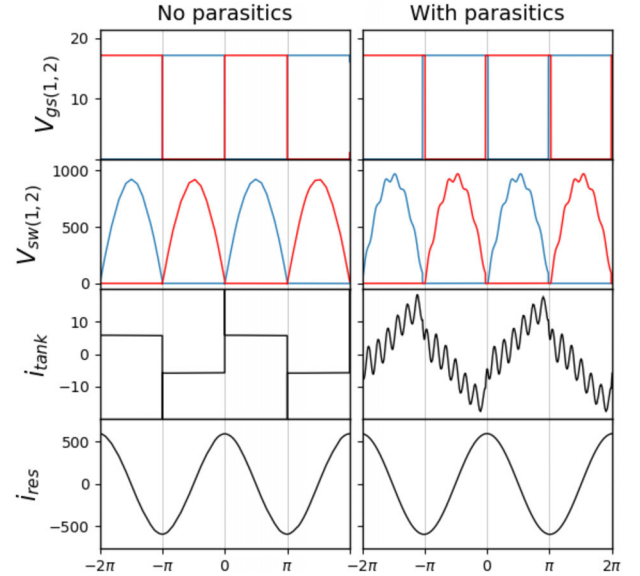 No parasitics With parasitics
20
10
V_gs(1, 2)
1000
500
0
V_sw(1, 2)
10
0
−10
i_tank
500
0
−500
i_res
−2π −π 0 π −2π −π 0 π 2π